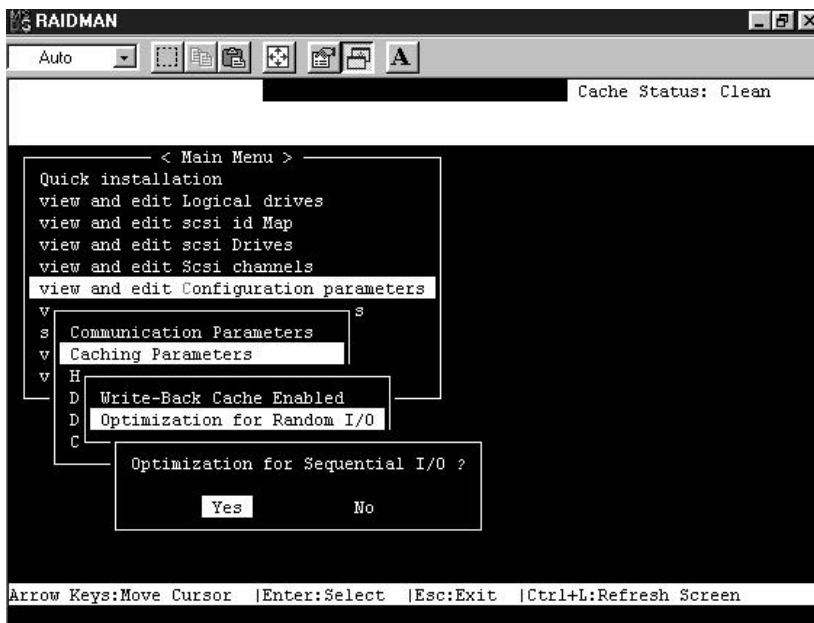 RAIDMAN
Auto
A
Cache Status: Clean
< Main Menu >
Quick installation
view and edit Logical drives
view and edit scsi id Map
view and edit scsi Drives
view and edit Scsi channels
view and edit Configuration parameters
v s
s Communication Parameters
v Caching Parameters
v H
D Write-Back Cache Enabled
D Optimization for Random I/O
C
Optimization for Sequential I/O ?
Yes No
Arrow Keys:Move Cursor |Enter:Select |Esc:Exit |Ctrl+L:Refresh Screen